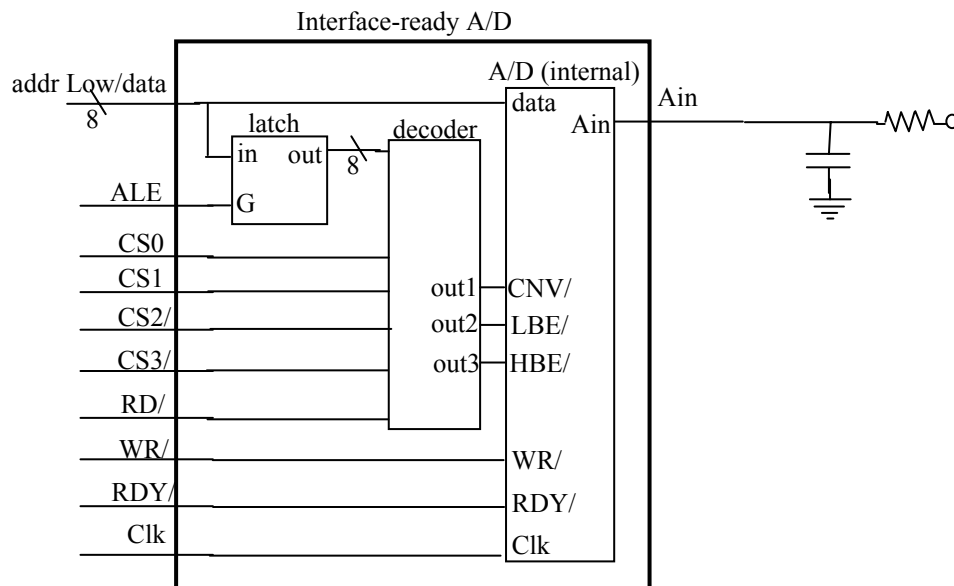 Interface-ready A/D
A/D (internal)
addr Low/data
8
data
Ain
Ain
latch
decoder
in
out
8
ALE
G
CS0
CS1
out1
CNV/
CS2/
out2
LBE/
CS3/
out3
HBE/
RD/
WR/
WR/
RDY/
RDY/
Clk
Clk